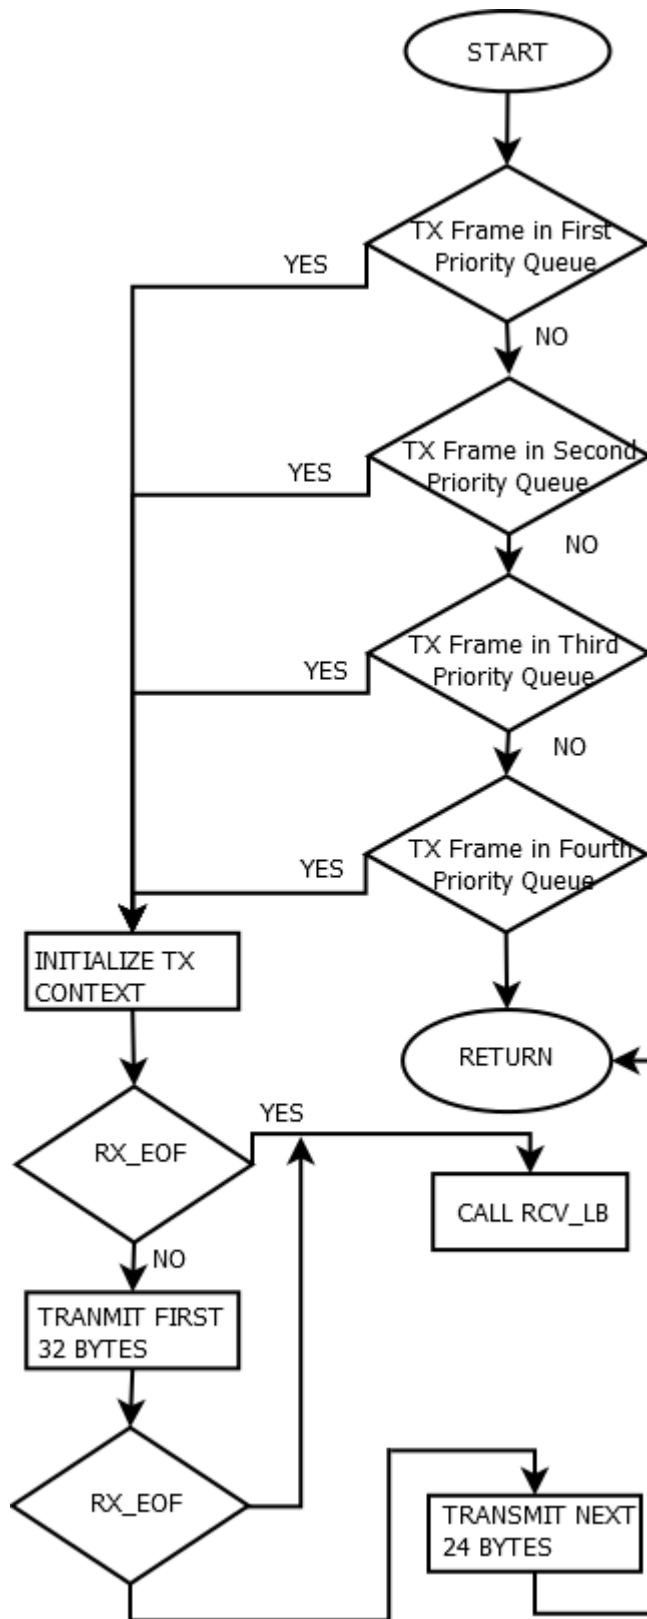 START
TX Frame in First
Priority Queue
YES
NO
TX Frame in Second
Priority Queue
YES
NO
TX Frame in Third
Priority Queue
YES
NO
TX Frame in Fourth
Priority Queue
YES
INITIALIZE TX
CONTEXT
RETURN
RX_EOF
YES
CALL RCV_LB
NO
TRANMIT FIRST
32 BYTES
RX_EOF
TRANSMIT NEXT
24 BYTES